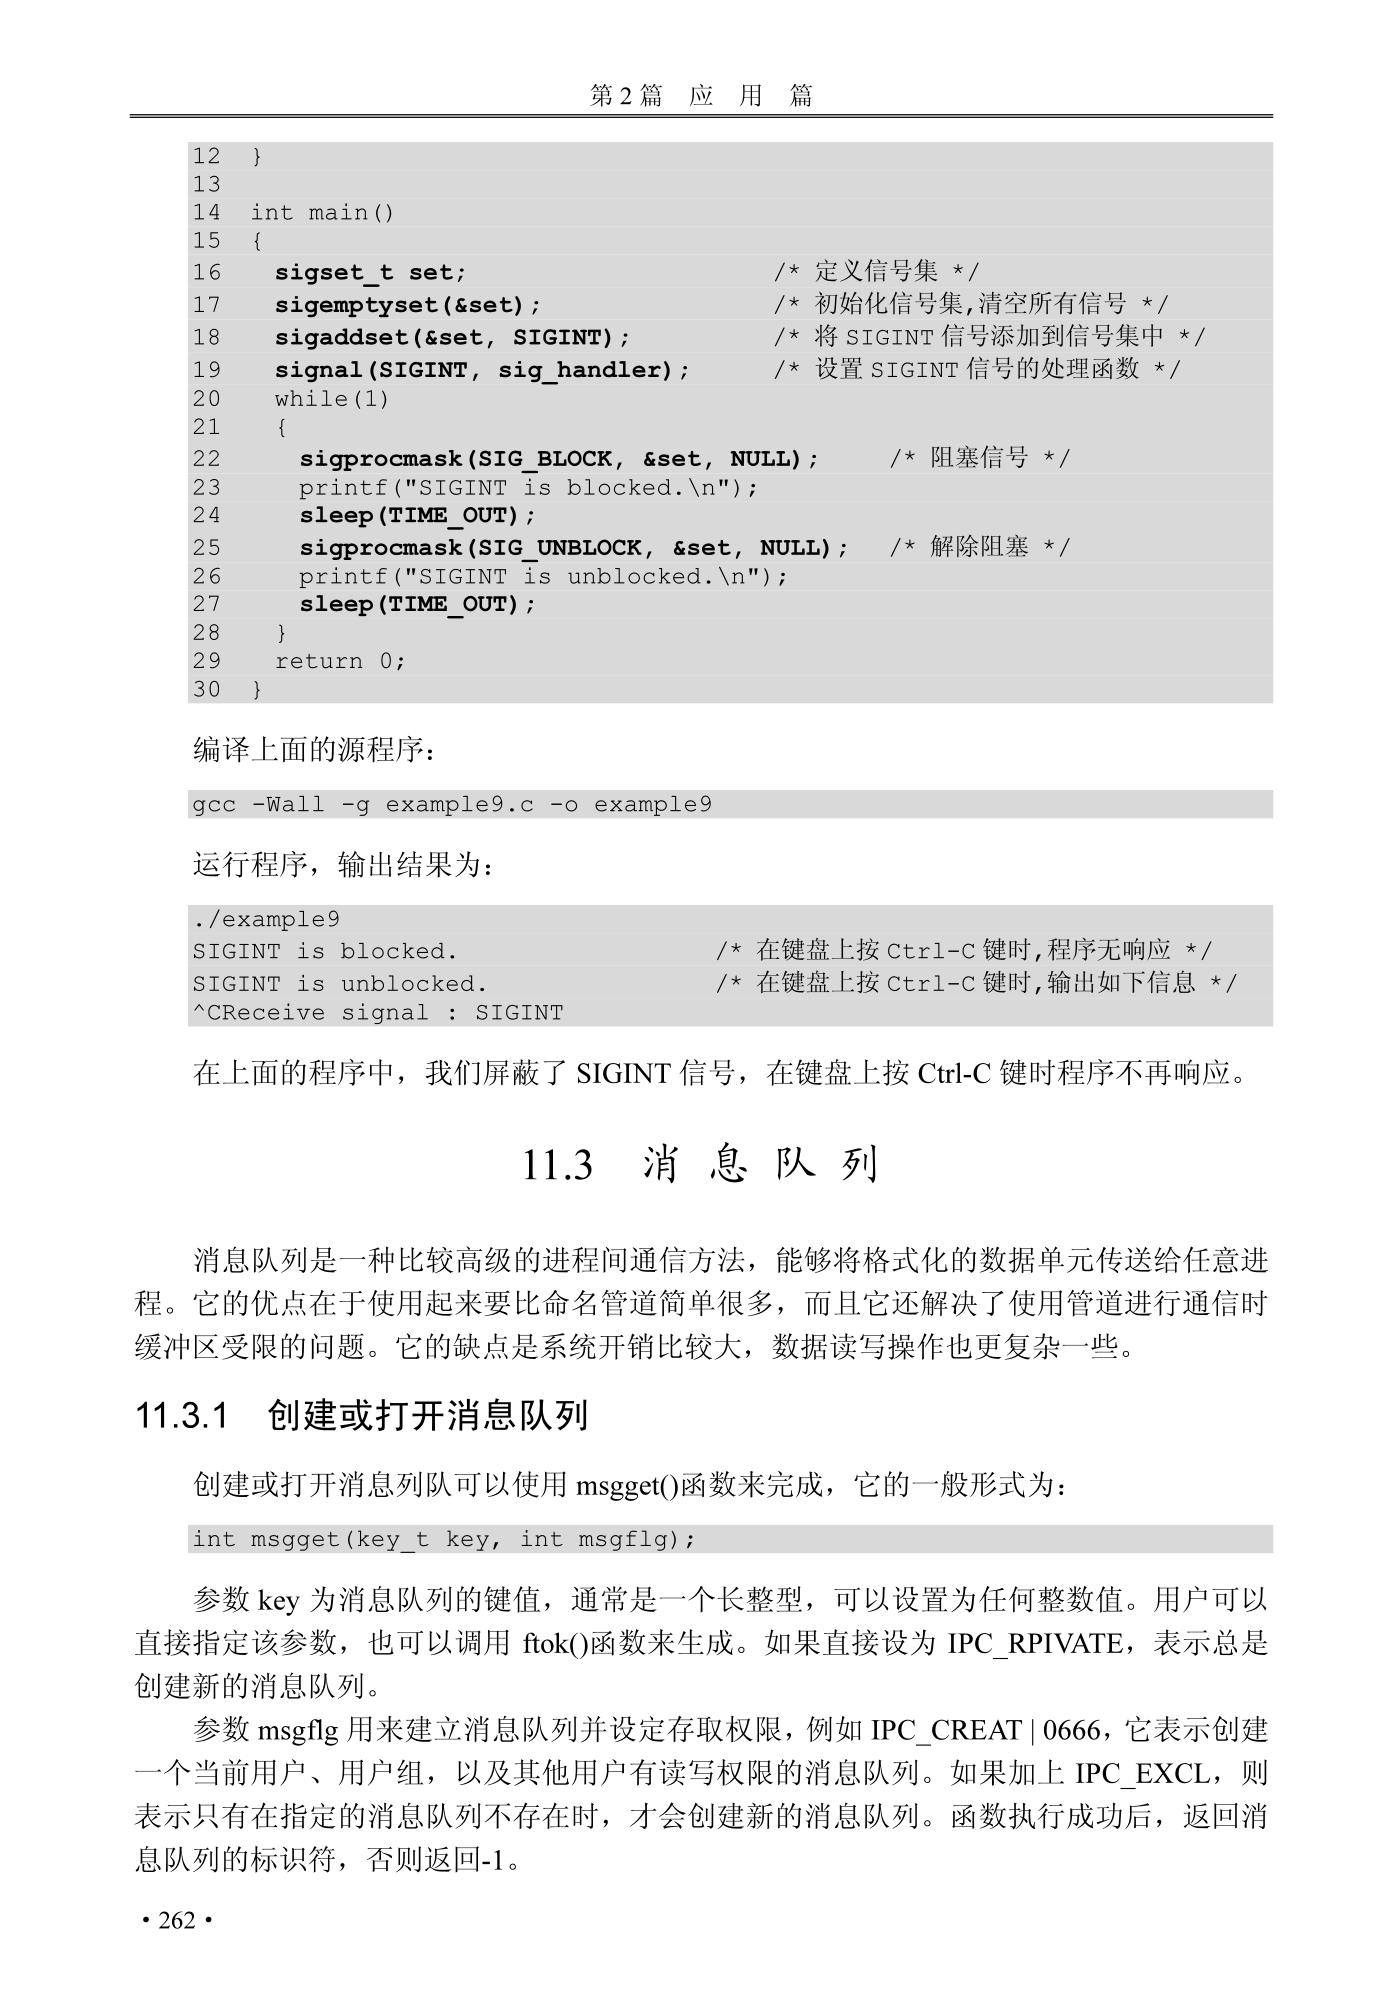 第 2 篇 应 用 篇
12 }
13
14 int main()
15 {
16 sigset_t set; /* 定义信号集 */
17 sigemptyset(&set); /* 初始化信号集,清空所有信号 */
18 sigaddset(&set, SIGINT); /* 将 SIGINT 信号添加到信号集中 */
19 signal(SIGINT, sig_handler); /* 设置 SIGINT 信号的处理函数 */
20 while(1)
21 {
22 sigprocmask(SIG_BLOCK, &set, NULL); /* 阻塞信号 */
23 printf("SIGINT is blocked.\n");
24 sleep(TIME_OUT);
25 sigprocmask(SIG_UNBLOCK, &set, NULL); /* 解除阻塞 */
26 printf("SIGINT is unblocked.\n");
27 sleep(TIME_OUT);
28 }
29 return 0;
30 }
编译上面的源程序：
gcc -Wall -g example9.c -o example9
运行程序，输出结果为：
./example9
SIGINT is blocked. /* 在键盘上按 Ctrl-C 键时,程序无响应 */
SIGINT is unblocked. /* 在键盘上按 Ctrl-C 键时,输出如下信息 */
^CReceive signal : SIGINT
在上面的程序中，我们屏蔽了 SIGINT 信号，在键盘上按 Ctrl-C 键时程序不再响应。
11.3 消 息 队 列
消息队列是一种比较高级的进程间通信方法，能够将格式化的数据单元传送给任意进
程。它的优点在于使用起来要比命名管道简单很多，而且它还解决了使用管道进行通信时
缓冲区受限的问题。它的缺点是系统开销比较大，数据读写操作也更复杂一些。
11.3.1 创建或打开消息队列
创建或打开消息列队可以使用 msgget()函数来完成，它的一般形式为：
int msgget(key_t key, int msgflg);
参数 key 为消息队列的键值，通常是一个长整型，可以设置为任何整数值。用户可以
直接指定该参数，也可以调用 ftok()函数来生成。如果直接设为 IPC_RPIVATE，表示总是
创建新的消息队列。
参数 msgflg 用来建立消息队列并设定存取权限，例如 IPC_CREAT | 0666，它表示创建
一个当前用户、用户组，以及其他用户有读写权限的消息队列。如果加上 IPC_EXCL，则
表示只有在指定的消息队列不存在时，才会创建新的消息队列。函数执行成功后，返回消
息队列的标识符，否则返回-1。
• 262 •